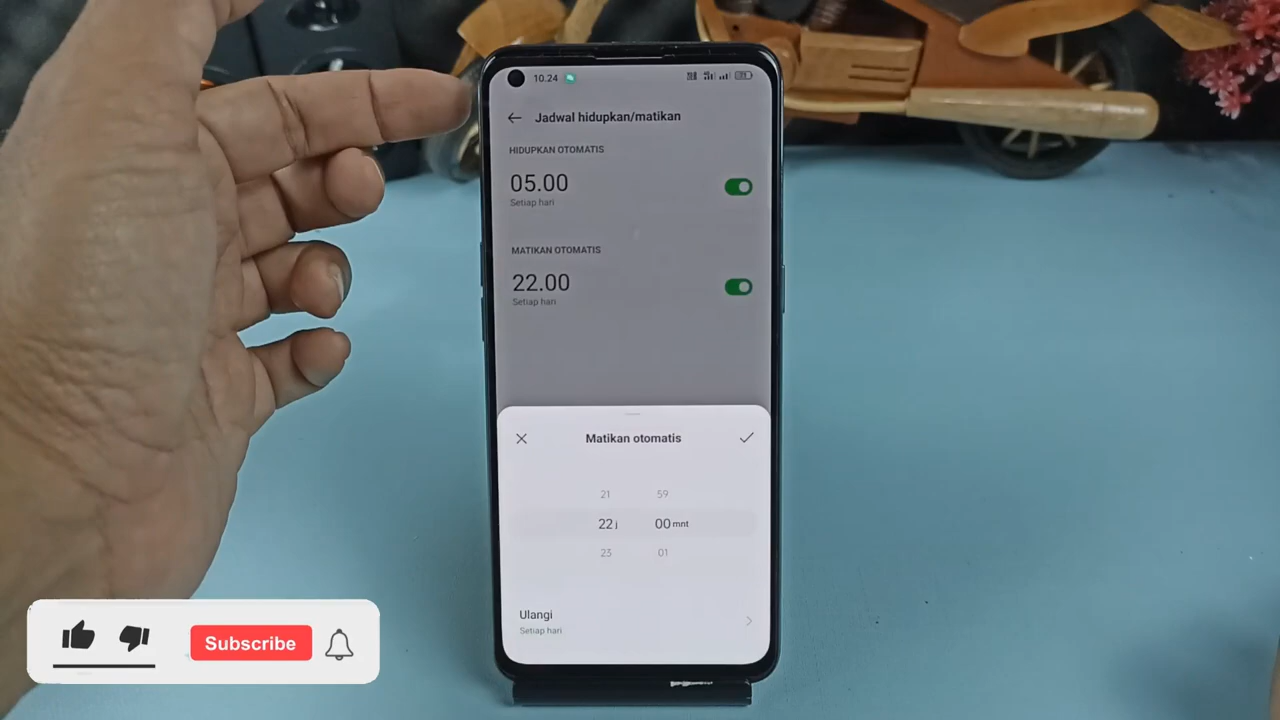 10.24
Jadwal hidupkan/matikan
HIDUPKAN OTOMATIS
05.00
Setiap hari
MATIKAN OTOMATIS
22.00
Setiap hari
Matikan otomatis
21 59
22 j 00 mnt
23 01
Ulangi
Setiap hari
Subscribe